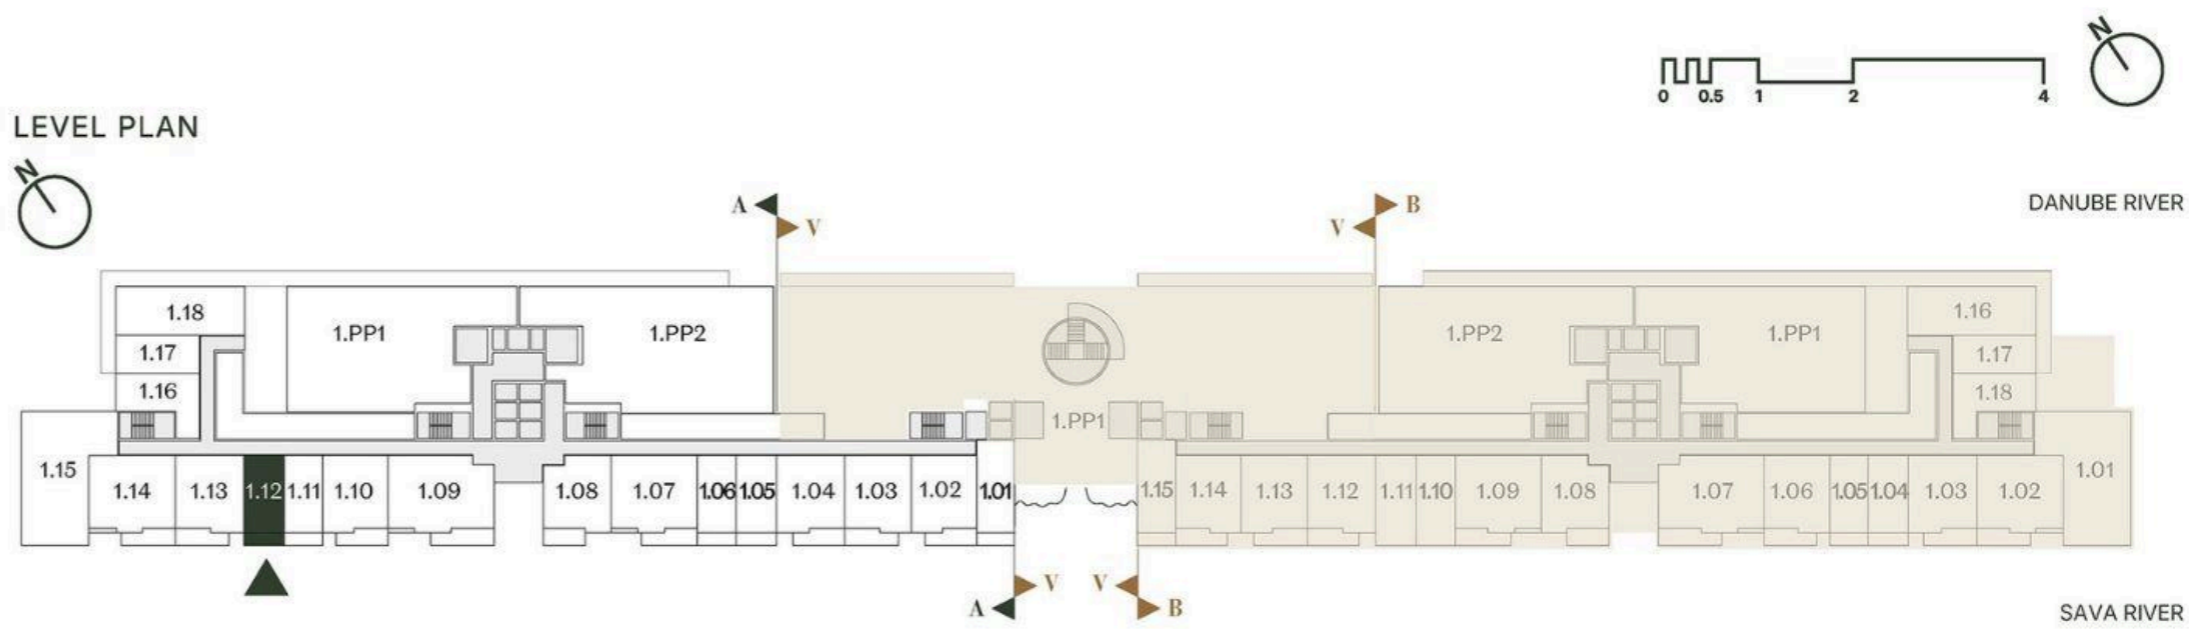 N
0 0.5 1 2 4
LEVEL PLAN
N
DANUBE RIVER
A
B
V
V
1.18
1.PP1
1.PP2
1.PP2
1.PP1
1.16
1.17
1.17
1.16
1.18
1.PP1
1.15
1.01
1.14 1.13 1.12 1.11 1.10 1.09 1.08 1.07 1.06 1.05 1.04 1.03 1.02 1.01 1.15 1.14 1.13 1.12 1.11 1.10 1.09 1.08 1.07 1.06 1.05 1.04 1.03 1.02
V
V
A
B
SAVA RIVER